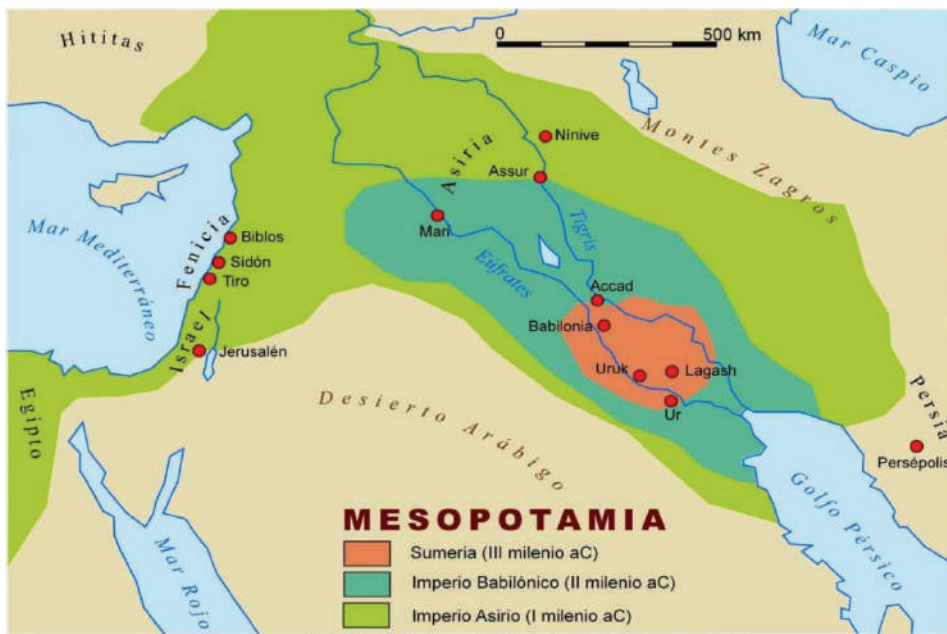 Hititas
0
500 km
Mar Caspio
Montes Zagros
Nínive
Asiria
Assur
Mari
Tigris
Eúfrates
Mar Mediterráneo
Fenicia
Biblos
Sidón
Tiro
Israel
Jerusalén
Accad
Babilonia
Uruk
Lagash
Ur
Egipto
Desierto Arábigo
Persia
Persépolis
Golfo Pérsico
Mar Rojo
MESOPOTAMIA
Sumeria (III milenio aC)
Imperio Babilónico (II milenio aC)
Imperio Asirio (I milenio aC)